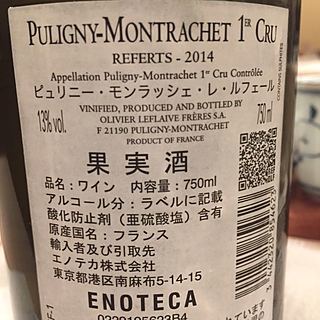 PULIGNY-MONTRACHET 1ER CRU
REFERTS - 2014
Appellation Puligny-Montrachet 1er Cru Contrôlée
ピュリニー・モンラッシェ・レ・ルフェール
VINIFIED, PRODUCED AND BOTTLED BY
OLIVIER LEFLAIVE FRÈRES S.A.
F 21190 PULIGNY-MONTRACHET
PRODUCT OF FRANCE
13% vol.
750 ml
CONTAINS SULPHITES
果実酒
品名：ワイン 内容量：750ml
アルコール分：ラベルに記載
酸化防止剤（亜硫酸塩）含有
原産国名：フランス
輸入者及び引取先
エノテカ株式会社
東京都港区南麻布5-14-15
ENOTECA